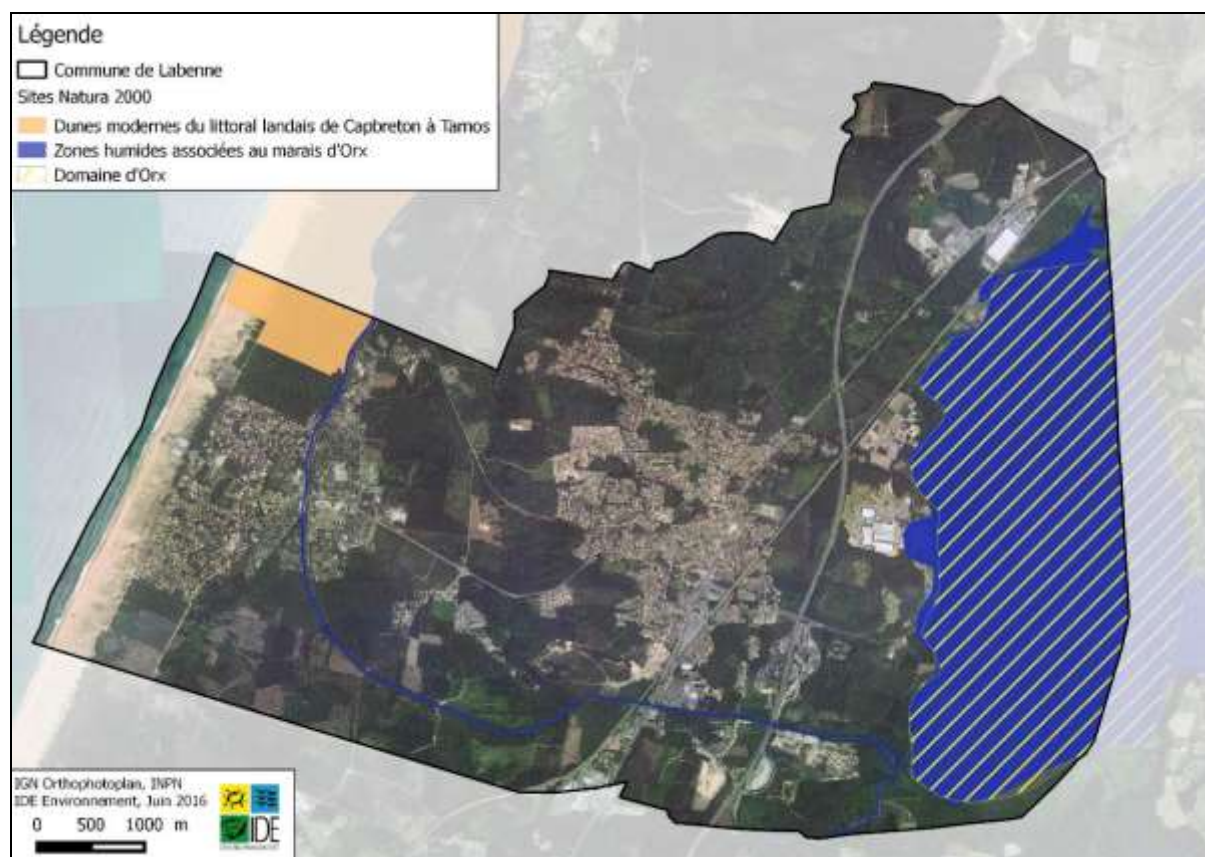 Légende
Commune de Labenne
Sites Natura 2000
Dunes modernes du littoral landais de Capbreton à Tarnos
Zones humides associées au marais d'Orx
Domaine d'Orx
IGN Orthophotoplan, INPN
IDE Environnement, Juin 2016
0 500 1000 m
IDE